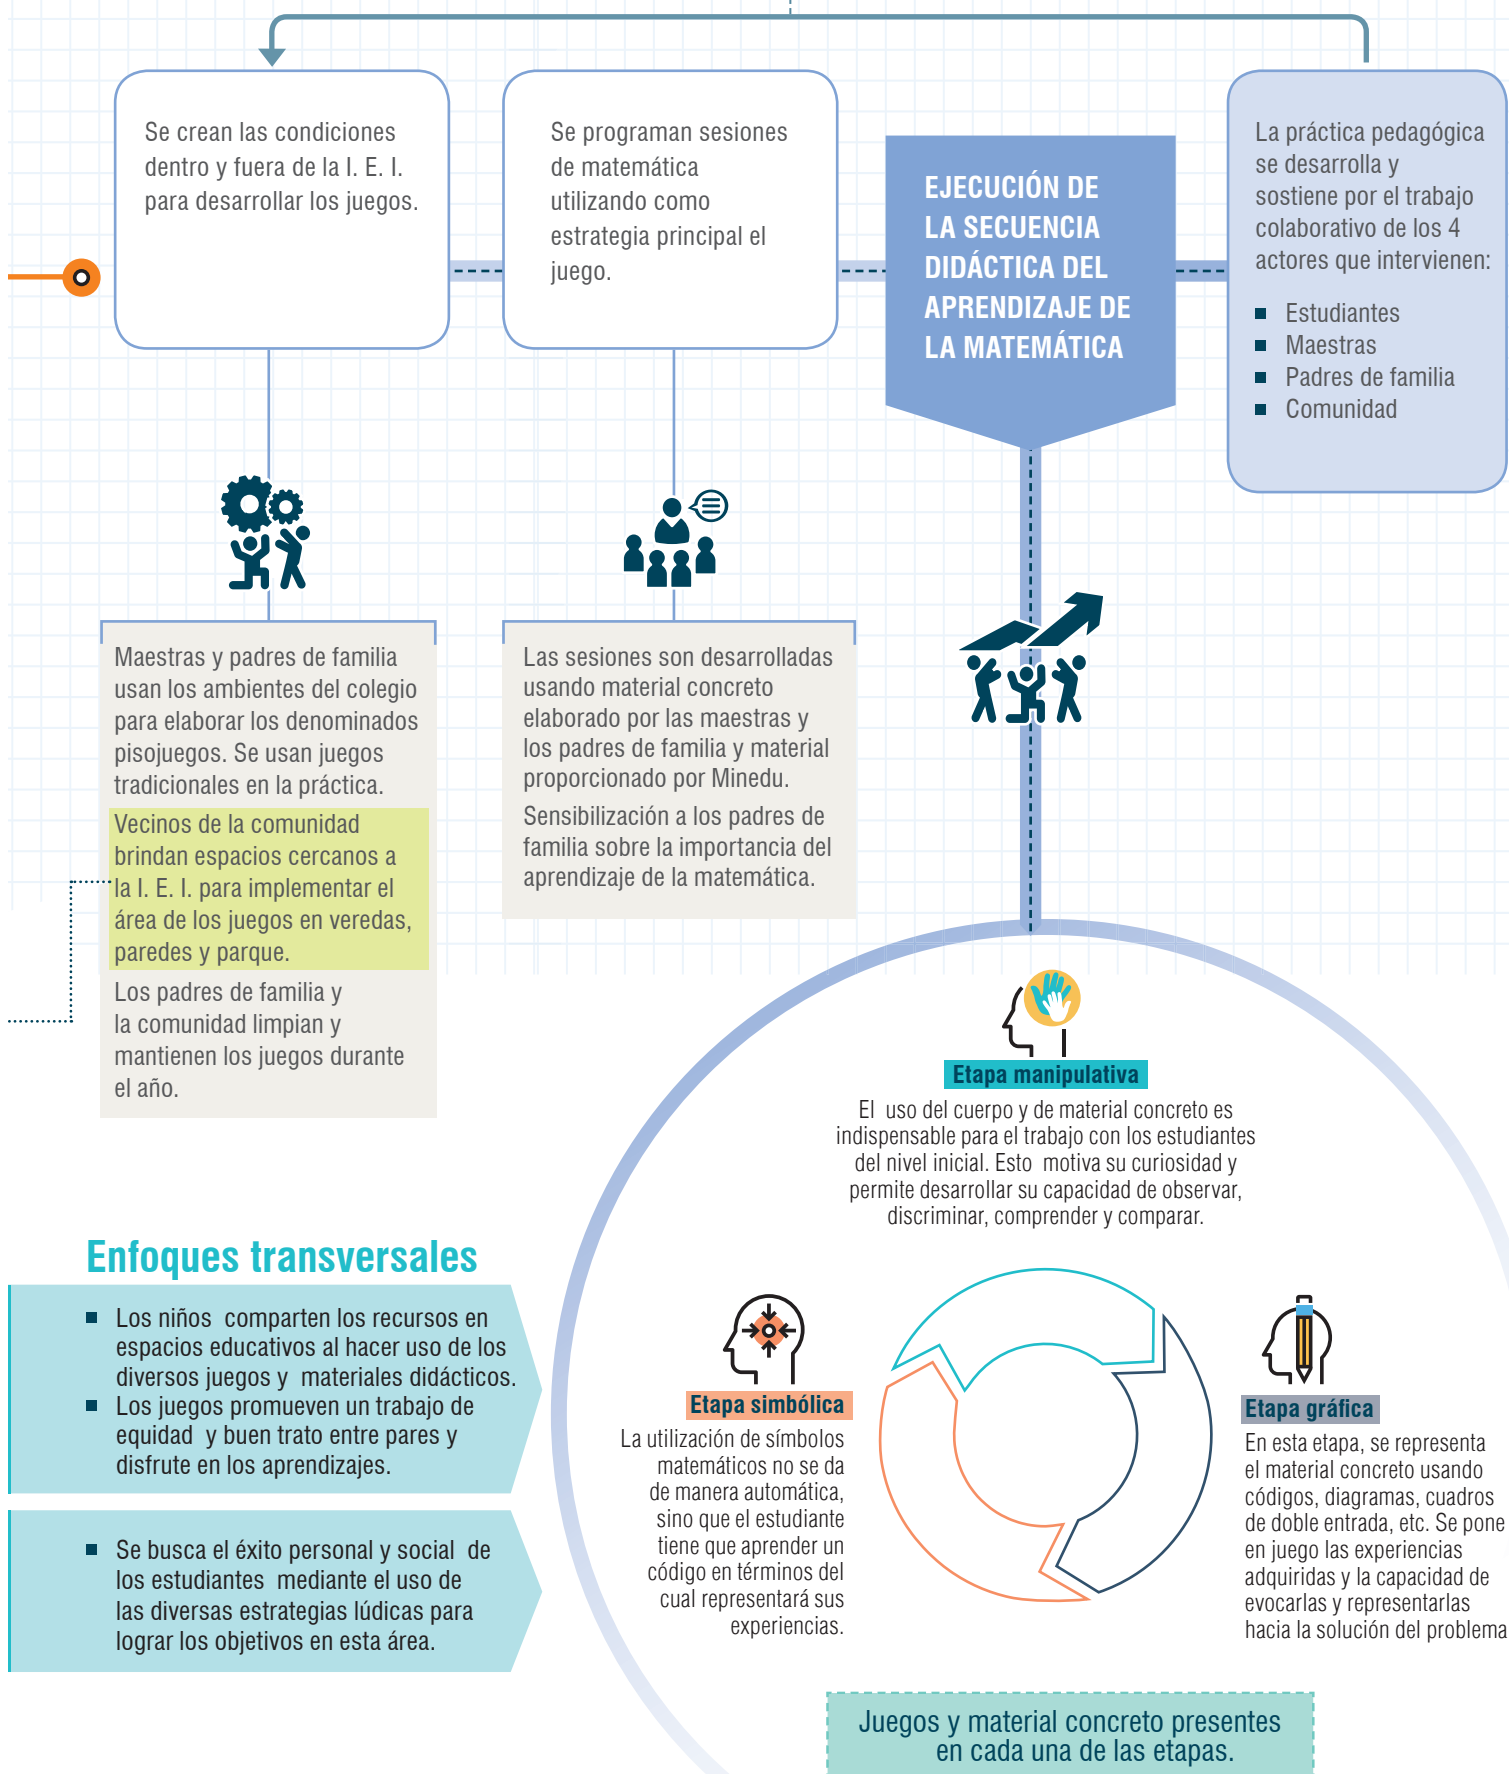 Se crean las condiciones
dentro y fuera de la I. E. I.
para desarrollar los juegos.
Se programan sesiones
de matemática
utilizando como
estrategia principal el
juego.
EJECUCIÓN DE
LA SECUENCIA
DIDÁCTICA DEL
APRENDIZAJE DE
LA MATEMÁTICA
La práctica pedagógica
se desarrolla y
sostiene por el trabajo
colaborativo de los 4
actores que intervienen:
Estudiantes
Maestras
Padres de familia
Comunidad
Maestras y padres de familia
usan los ambientes del colegio
para elaborar los denominados
pisojuegos. Se usan juegos
tradicionales en la práctica.
Vecinos de la comunidad
brindan espacios cercanos a
la I. E. I. para implementar el
área de los juegos en veredas,
paredes y parque.
Los padres de familia y
la comunidad limpian y
mantienen los juegos durante
el año.
Las sesiones son desarrolladas
usando material concreto
elaborado por las maestras y
los padres de familia y material
proporcionado por Minedu.
Sensibilización a los padres de
familia sobre la importancia del
aprendizaje de la matemática.
Etapa manipulativa
El uso del cuerpo y de material concreto es
indispensable para el trabajo con los estudiantes
del nivel inicial. Esto motiva su curiosidad y
permite desarrollar su capacidad de observar,
discriminar, comprender y comparar.
Enfoques transversales
Los niños comparten los recursos en
espacios educativos al hacer uso de los
diversos juegos y materiales didácticos.
Los juegos promueven un trabajo de
equidad y buen trato entre pares y
disfrute en los aprendizajes.
Se busca el éxito personal y social de
los estudiantes mediante el uso de
las diversas estrategias lúdicas para
lograr los objetivos en esta área.
Etapa simbólica
La utilización de símbolos
matemáticos no se da
de manera automática,
sino que el estudiante
tiene que aprender un
código en términos del
cual representará sus
experiencias.
Etapa gráfica
En esta etapa, se representa
el material concreto usando
códigos, diagramas, cuadros
de doble entrada, etc. Se pone
en juego las experiencias
adquiridas y la capacidad de
evocarlas y representarlas
hacia la solución del problema
Juegos y material concreto presentes
en cada una de las etapas.